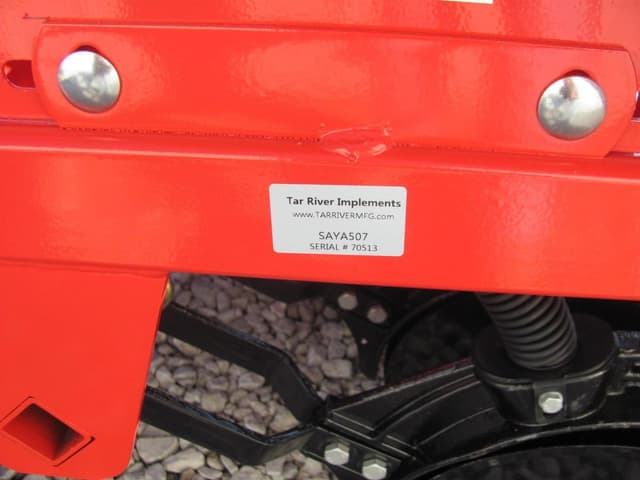 Tar River Implements
www.TARRIVERMFG.com
SAYA507
SERIAL # 70513